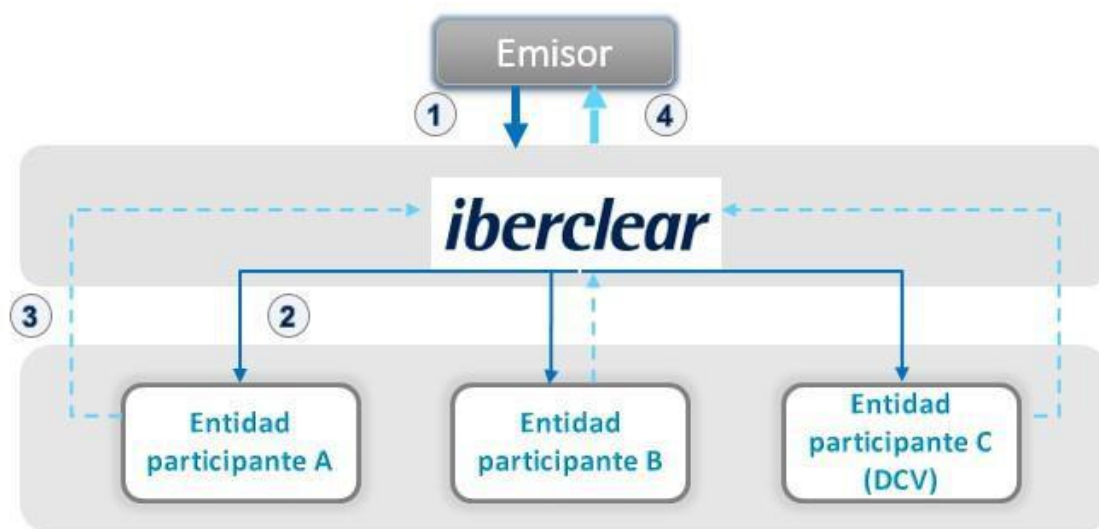 Emisor
1
4
iberclear
3
2
Entidad
participante A
Entidad
participante B
Entidad
participante C
(DCV)